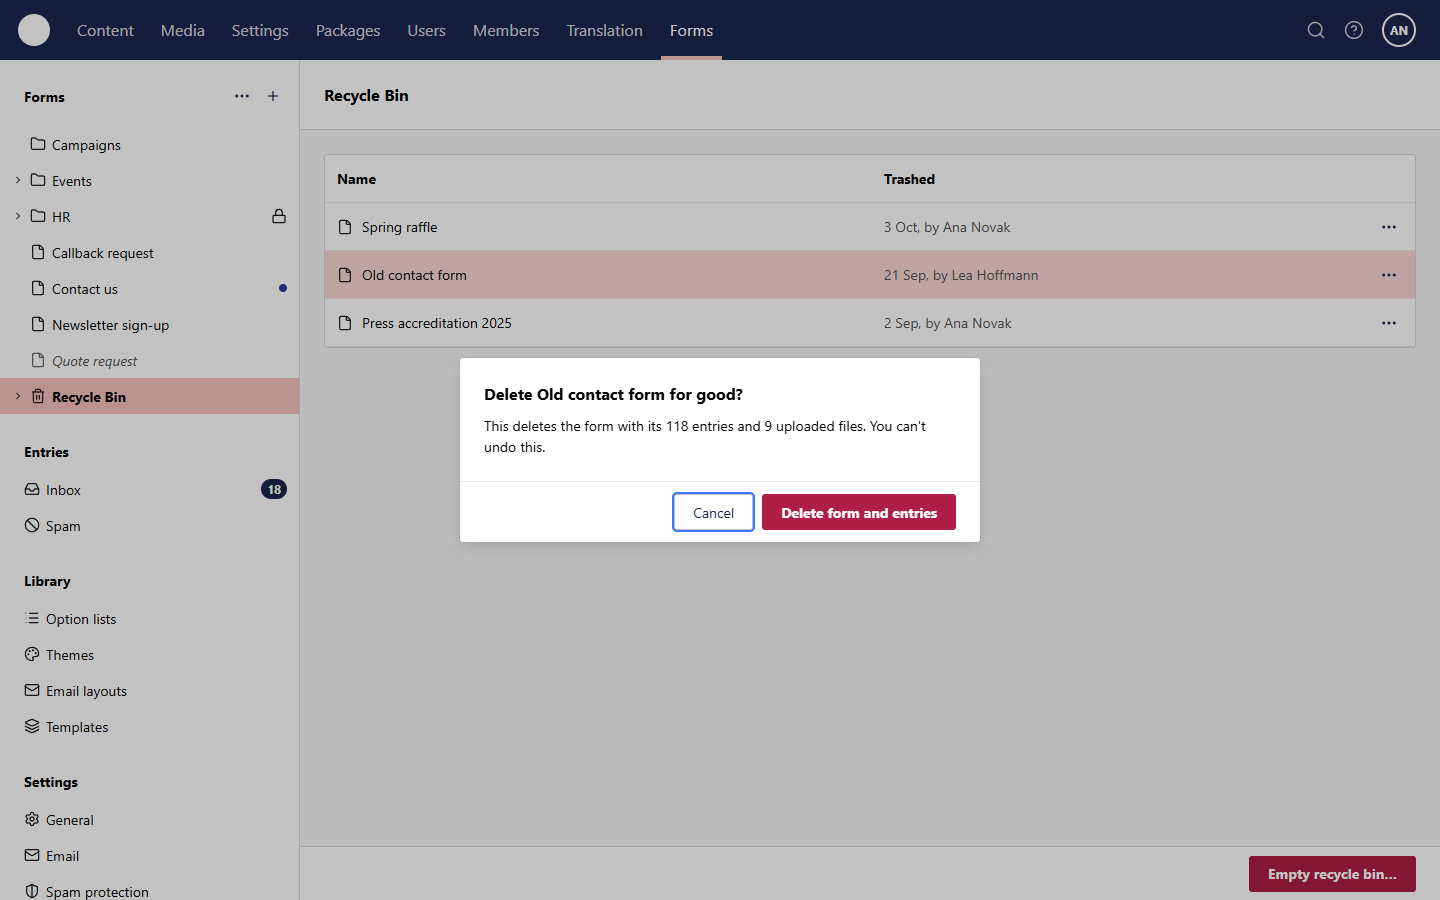 Content Media Settings Packages Users Members Translation Forms AN
Forms
Campaigns
Events
HR
Callback request
Contact us
Newsletter sign-up
Quote request
Recycle Bin
Entries
Inbox 18
Spam
Library
Option lists
Themes
Email layouts
Templates
Settings
General
Email
Spam protection
Recycle Bin
Name Trashed
Spring raffle 3 Oct, by Ana Novak
Old contact form 21 Sep, by Lea Hoffmann
Press accreditation 2025 2 Sep, by Ana Novak
Delete Old contact form for good?
This deletes the form with its 118 entries and 9 uploaded files. You can't
undo this.
Cancel Delete form and entries
Empty recycle bin...